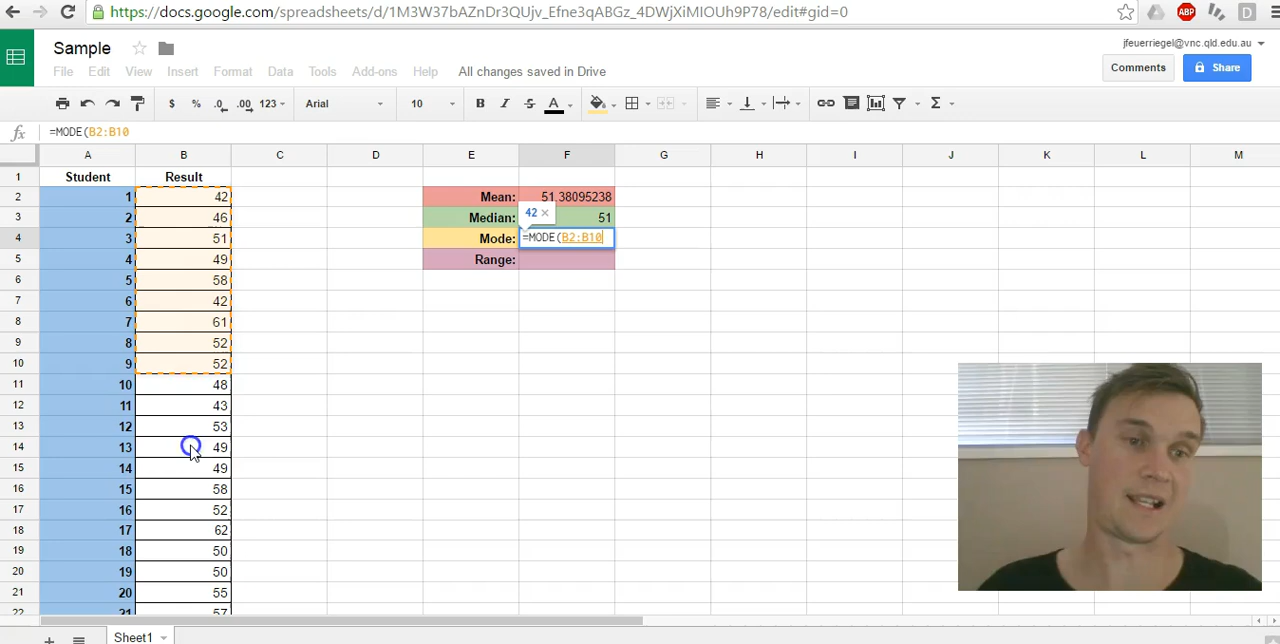 https://docs.google.com/spreadsheets/d/1M3W37bAZnDr3QUjv_Efne3qABGz_4DWjXiMIOUh9P78/edit#gid=0
ABP
D
jfeuerriegel@vnc.qld.edu.au
Sample
File Edit View Insert Format Data Tools Add-ons Help All changes saved in Drive
Comments Share
$ % .0 .00 123 Arial 10 B I S A Σ
fx =MODE(B2:B10
A B C D E F G H I J K L M
1 Student Result
2 1 42 Mean: 51.38095238
3 2 46 Median: 42 × 51
4 3 51 Mode: =MODE(B2:B10
5 4 49 Range:
6 5 58
7 6 42
8 7 61
9 8 52
10 9 52
11 10 48
12 11 43
13 12 53
14 13 49
15 14 49
16 15 58
17 16 52
18 17 62
19 18 50
20 19 50
21 20 55
22 21 57
Sheet1